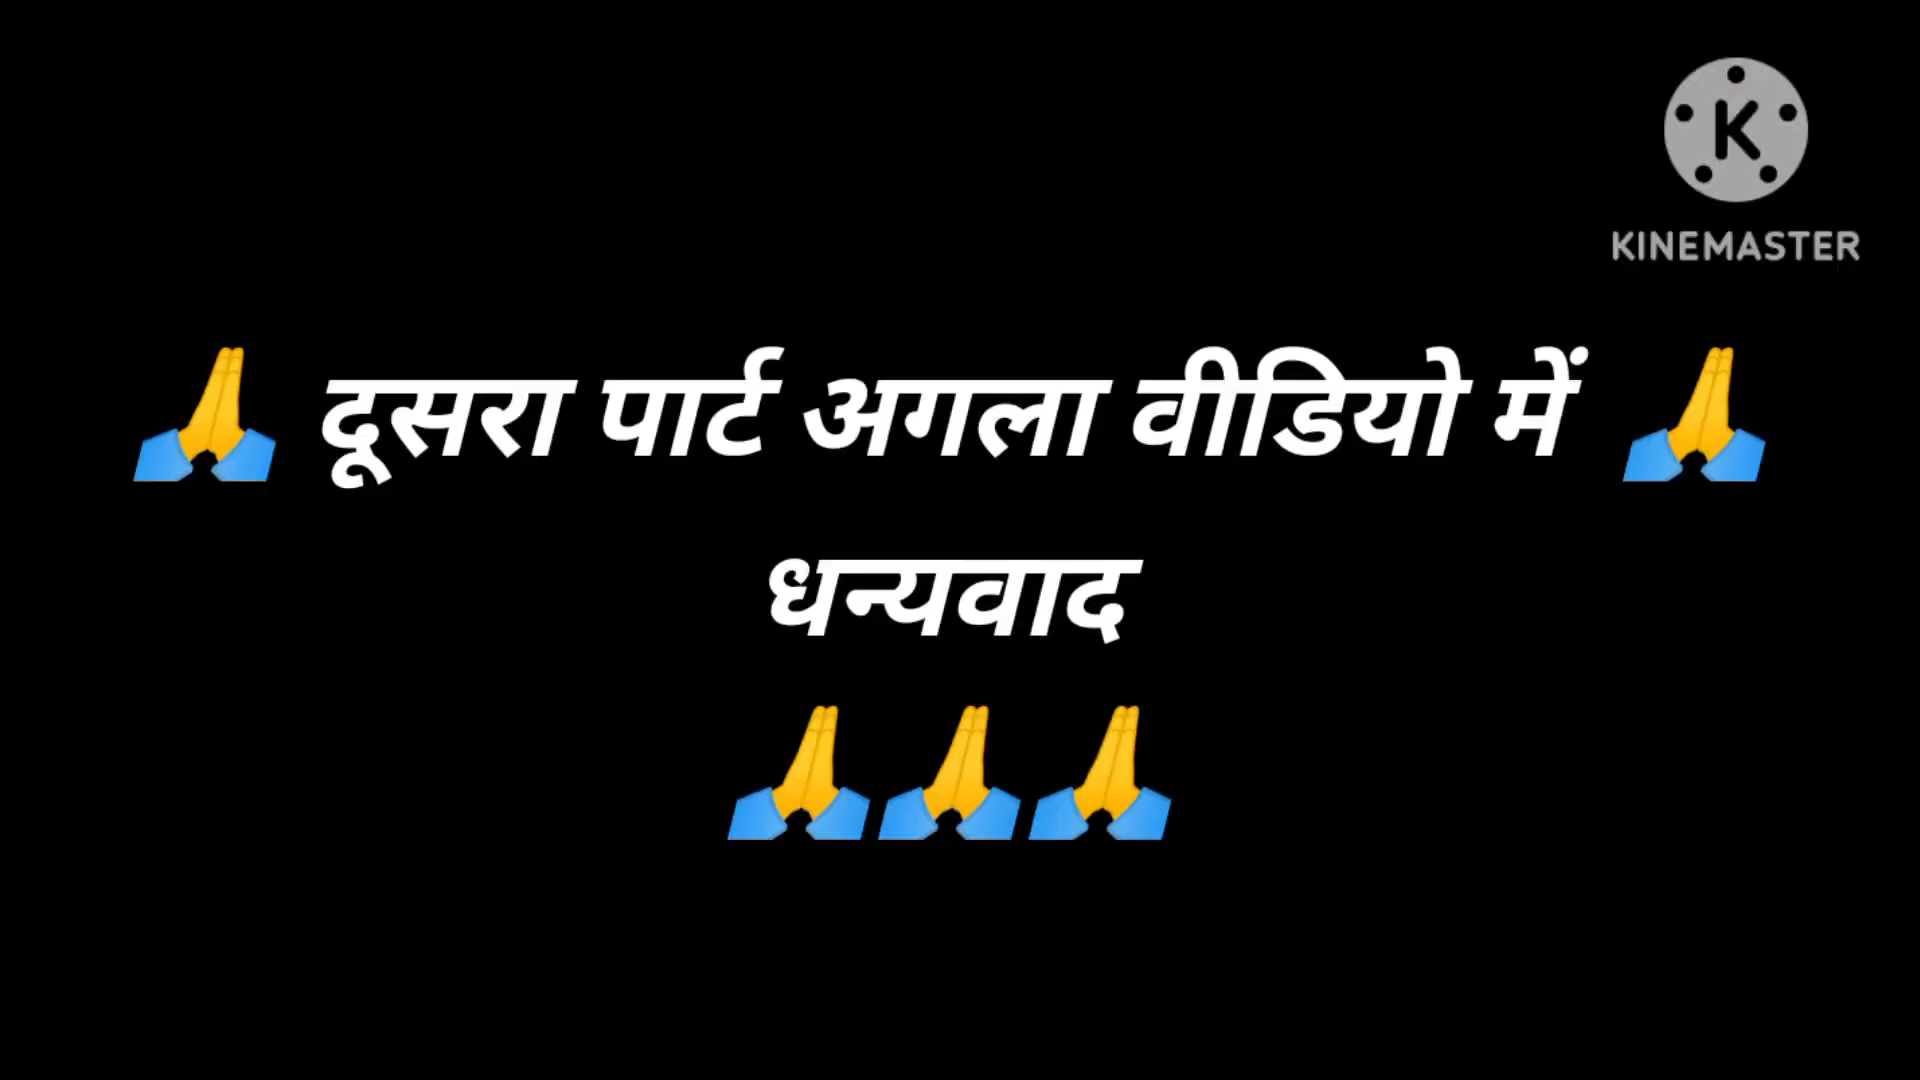 KINEMASTER
🙏 दूसरा पार्ट अगला वीडियो में 🙏
धन्यवाद
🙏🙏🙏